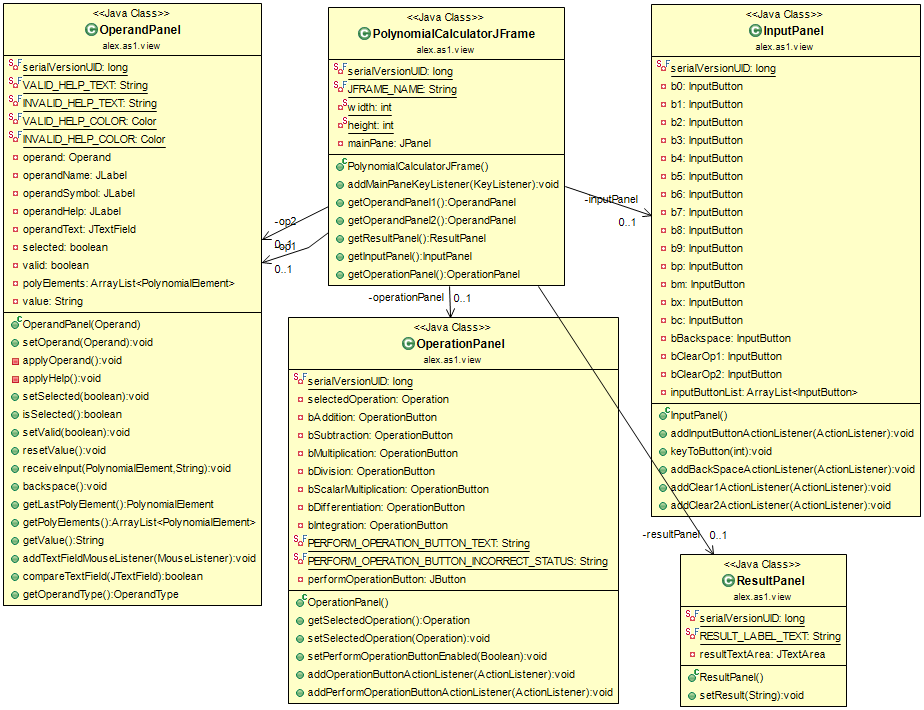 <<Java Class>>
OperandPanel
alex.as1.view
serialVersionUID: long
VALID_HELP_TEXT: String
INVALID_HELP_TEXT: String
VALID_HELP_COLOR: Color
INVALID_HELP_COLOR: Color
operand: Operand
operandName: JLabel
operandSymbol: JLabel
operandHelp: JLabel
operandText: JTextField
selected: boolean
valid: boolean
polyElements: ArrayList<PolynomialElement>
value: String
OperandPanel(Operand)
setOperand(Operand):void
applyOperand():void
applyHelp():void
setSelected(boolean):void
isSelected():boolean
setValid(boolean):void
resetValue():void
receiveInput(PolynomialElement,String):void
backspace():void
getLastPolyElement():PolynomialElement
getPolyElements():ArrayList<PolynomialElement>
getValue():String
addTextFieldMouseListener(MouseListener):void
compareTextField(JTextField):boolean
getOperandType():OperandType
<<Java Class>>
PolynomialCalculatorJFrame
alex.as1.view
serialVersionUID: long
JFRAME_NAME: String
width: int
height: int
mainPane: JPanel
PolynomialCalculatorJFrame()
addMainPaneKeyListener(KeyListener):void
getOperandPanel1():OperandPanel
getOperandPanel2():OperandPanel
getResultPanel():ResultPanel
getInputPanel():InputPanel
getOperationPanel():OperationPanel
-op2
0..1
-op1
0..1
-inputPanel
0..1
-operationPanel
0..1
-resultPanel
0..1
<<Java Class>>
OperationPanel
alex.as1.view
serialVersionUID: long
selectedOperation: Operation
bAddition: OperationButton
bSubtraction: OperationButton
bMultiplication: OperationButton
bDivision: OperationButton
bScalarMultiplication: OperationButton
bDifferentiation: OperationButton
bIntegration: OperationButton
PERFORM_OPERATION_BUTTON_TEXT: String
PERFORM_OPERATION_BUTTON_INCORRECT_STATUS: String
performOperationButton: JButton
OperationPanel()
getSelectedOperation():Operation
setSelectedOperation(Operation):void
setPerformOperationButtonEnabled(Boolean):void
addOperationButtonActionListener(ActionListener):void
addPerformOperationButtonActionListener(ActionListener):void
<<Java Class>>
InputPanel
alex.as1.view
serialVersionUID: long
b0: InputButton
b1: InputButton
b2: InputButton
b3: InputButton
b4: InputButton
b5: InputButton
b6: InputButton
b7: InputButton
b8: InputButton
b9: InputButton
bp: InputButton
bm: InputButton
bx: InputButton
bc: InputButton
bBackspace: InputButton
bClearOp1: InputButton
bClearOp2: InputButton
inputButtonList: ArrayList<InputButton>
InputPanel()
addInputButtonActionListener(ActionListener):void
keyToButton(int):void
addBackSpaceActionListener(ActionListener):void
addClear1ActionListener(ActionListener):void
addClear2ActionListener(ActionListener):void
<<Java Class>>
ResultPanel
alex.as1.view
serialVersionUID: long
RESULT_LABEL_TEXT: String
resultTextArea: JTextArea
ResultPanel()
setResult(String):void